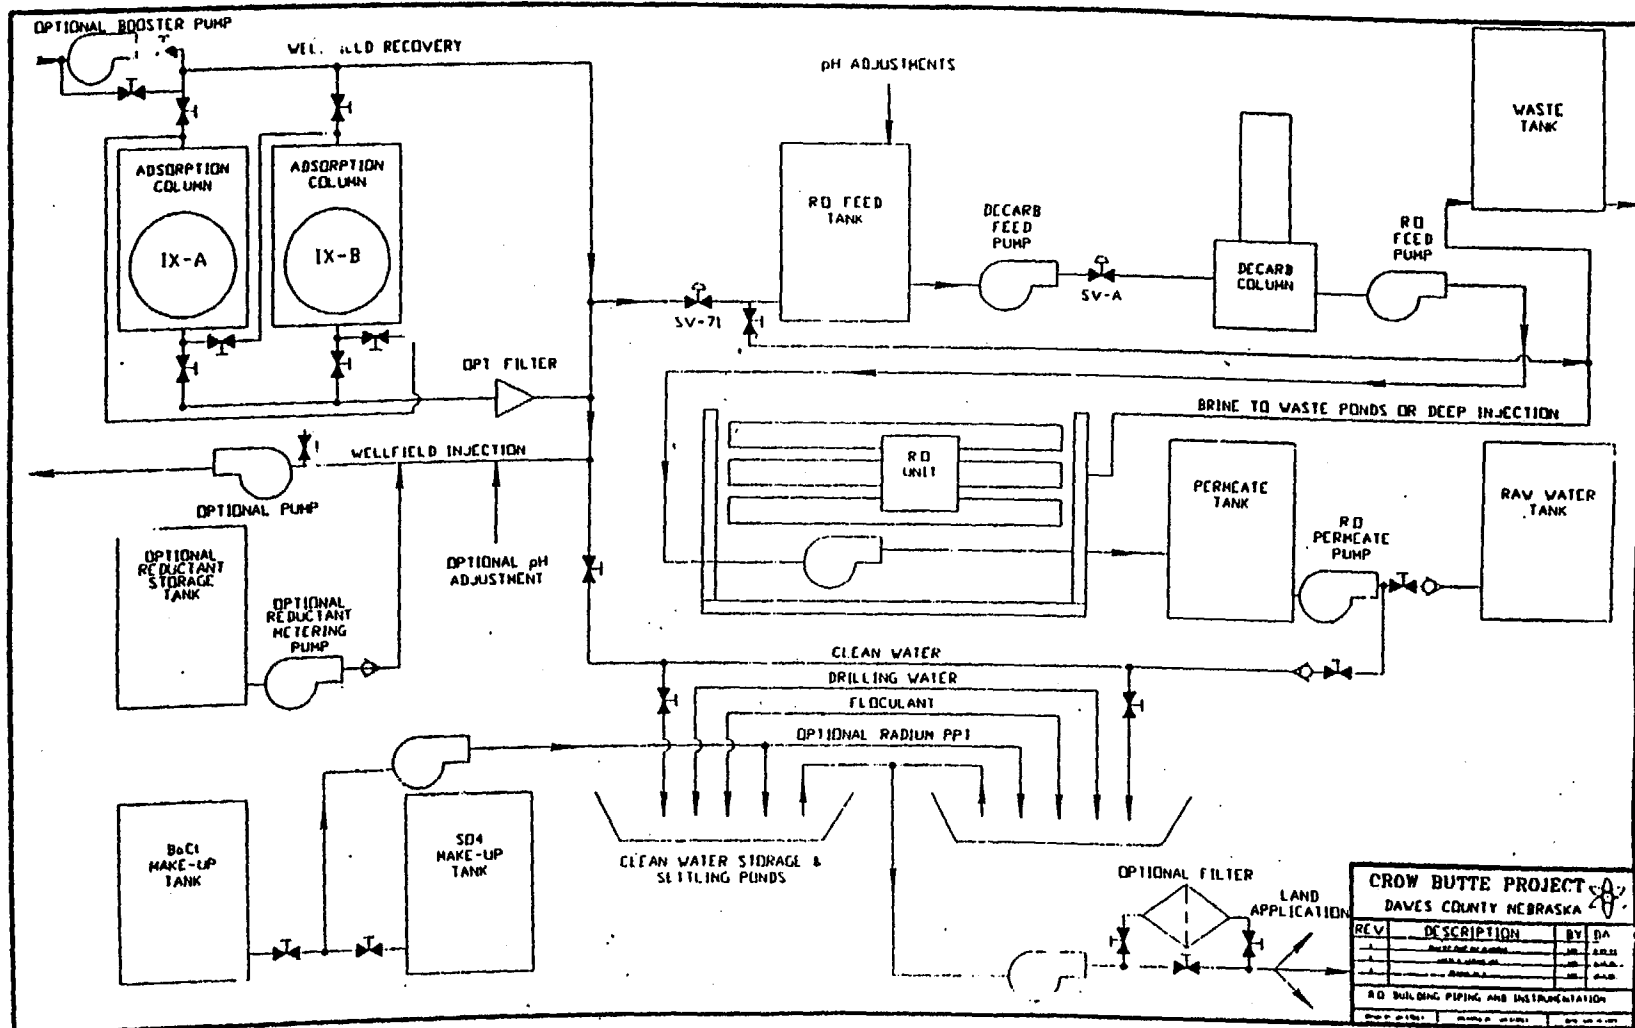 OPTIONAL BOOSTER PUMP
RECOVERY
pH ADJUSTMENTS
WASTE
TANK
ADSORPTION
COLUMN
IX-A
ADSORPTION
COLUMN
IX-B
RO FEED
TANK
DECARB
FEED
PUMP
SV-A
DECARB
COLUMN
RO
FEED
PUMP
SV-71
OPT FILTER
BRINE TO WASTE PONDS OR DEEP INJECTION
WELLFIELD INJECTION
OPTIONAL PUMP
RO
UNIT
PERMEATE
TANK
RAW WATER
TANK
RO
PERMEATE
PUMP
OPTIONAL
REDUCTANT
STORAGE
TANK
OPTIONAL pH
ADJUSTMENT
OPTIONAL
REDUCTANT
METERING
PUMP
CLEAN WATER
DRILLING WATER
FLOCULANT
OPTIONAL RADIUM PPT
BaCl
MAKE-UP
TANK
SO4
MAKE-UP
TANK
CLEAN WATER STORAGE &
SETTLING PONDS
OPTIONAL FILTER
LAND
APPLICATION
CROW BUTTE PROJECT
DAWES COUNTY NEBRASKA
REV DESCRIPTION BY DA
RO BUILDING PIPING AND INSTRUMENTATION